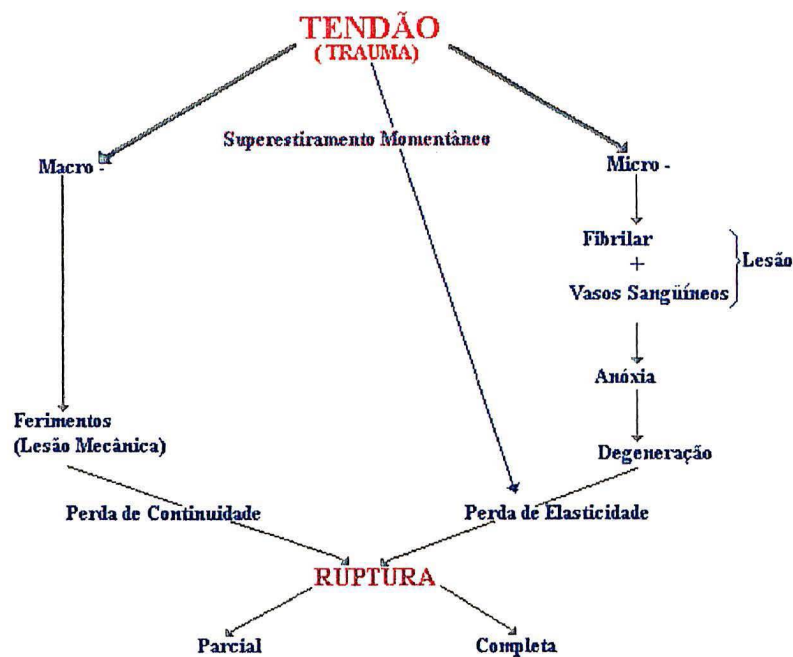 TENDÃO
( TRAUMA)
Superestiramento Momentâneo
Macro -
Micro -
Fibrilar
+
Vasos Sangüíneos
Lesão
Anóxia
Ferimentos
(Lesão Mecânica)
Degeneração
Perda de Continuidade
Perda de Elasticidade
RUPTURA
Parcial
Completa